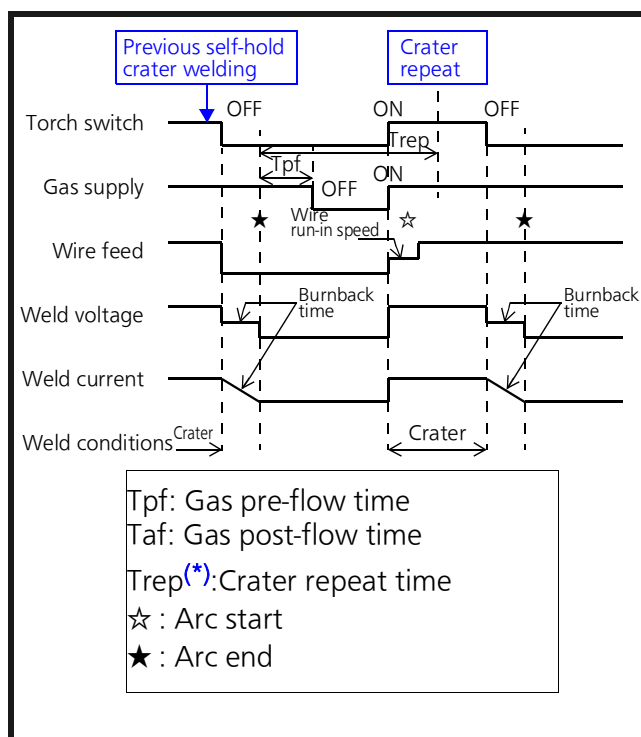 Previous self-hold
crater welding
Crater
repeat
OFF
ON
OFF
Torch switch
Trep
Tpf
Gas supply
OFF
ON
★
Wire
run-in speed
☆
★
Wire feed
Burnback
time
Burnback
time
Weld voltage
Weld current
Weld conditions
Crater
Crater
Tpf: Gas pre-flow time
Taf: Gas post-flow time
Trep(*):Crater repeat time
☆ : Arc start
★ : Arc end